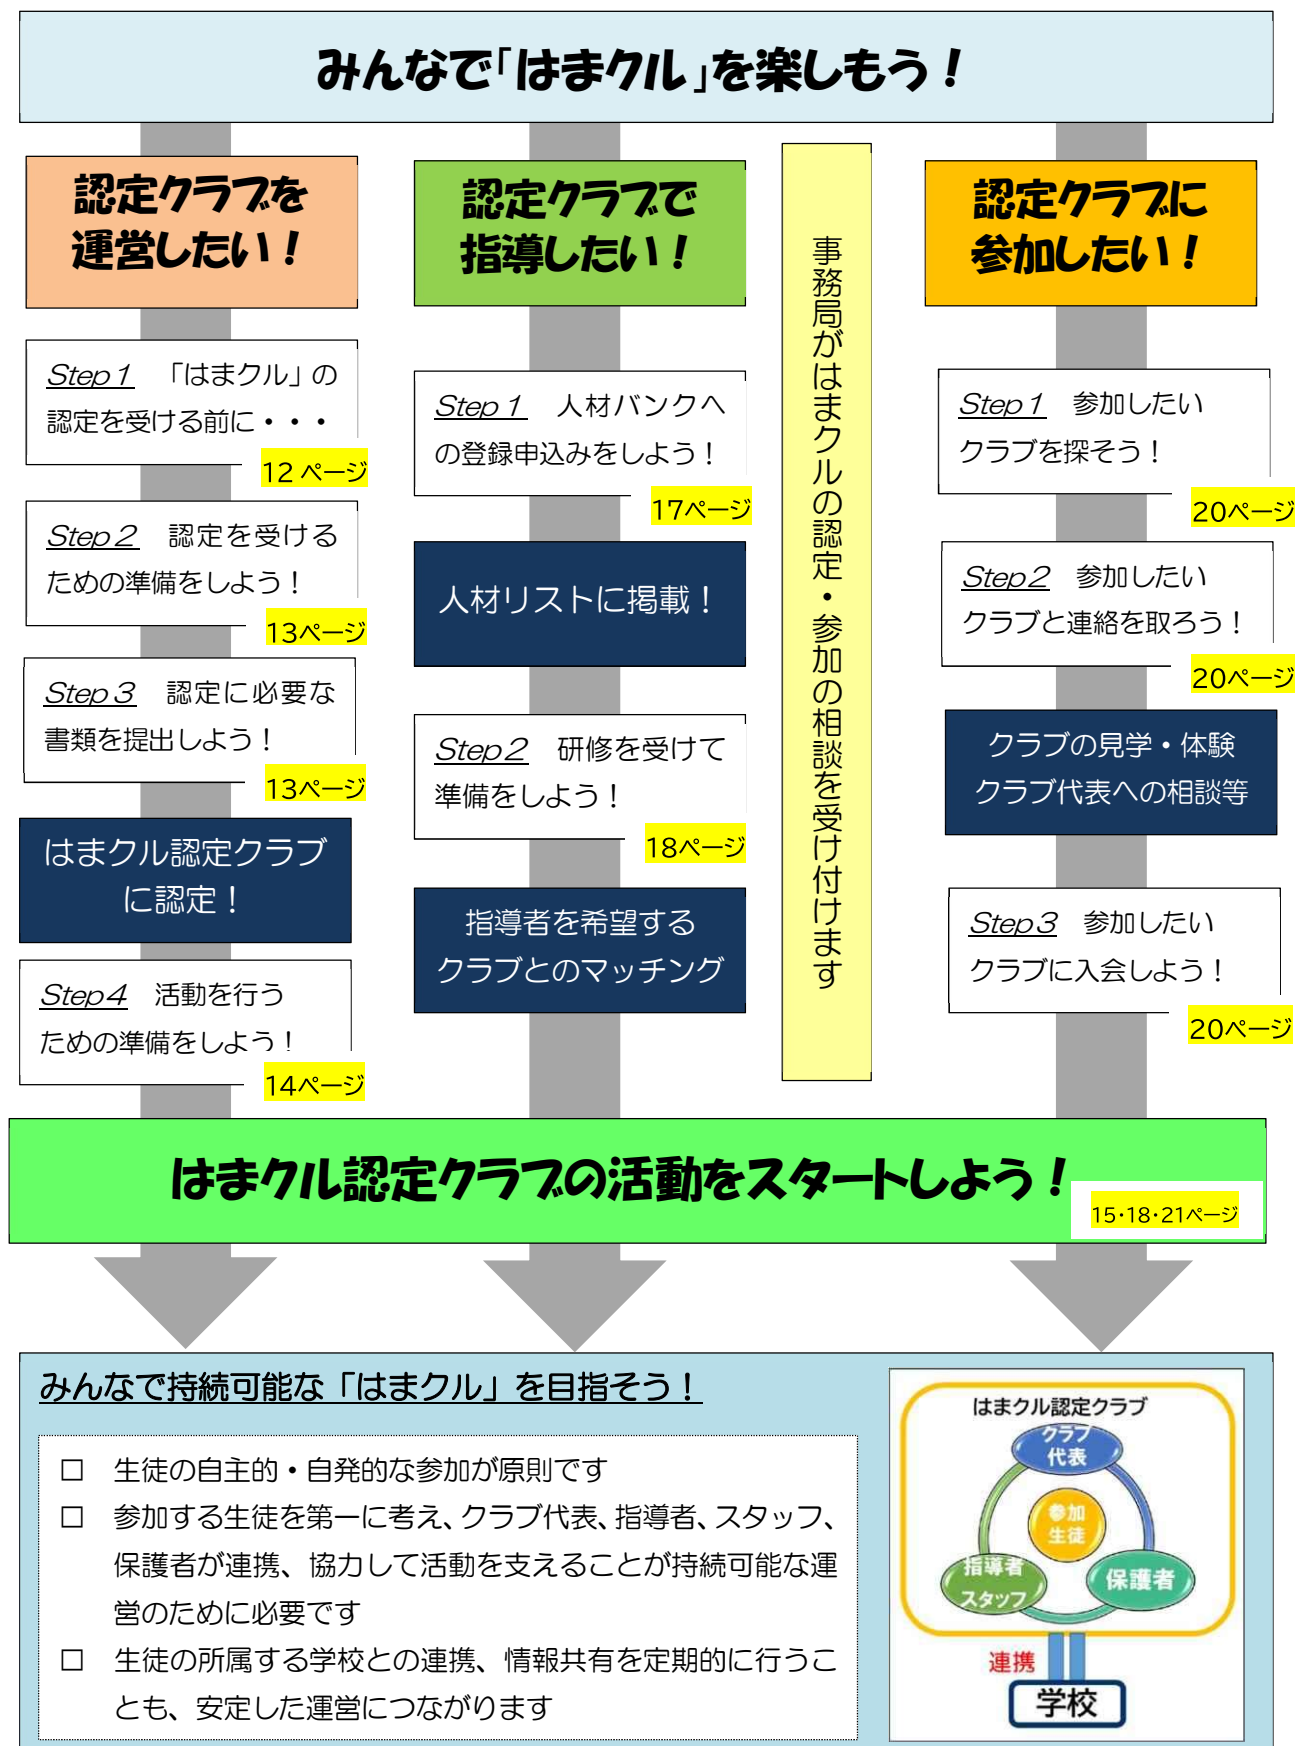 みんなで「はまクル」を楽しもう！
認定クラブを
運営したい！
Step１　「はまクル」の
認定を受ける前に・・・
12 ページ
Step２　認定を受ける
ための準備をしよう！
13ページ
Step３　認定に必要な
書類を提出しよう！
13ページ
はまクル認定クラブ
に認定！
Step４　活動を行う
ための準備をしよう！
14ページ
認定クラブで
指導したい！
Step１　人材バンクへ
の登録申込みをしよう！
17ページ
人材リストに掲載！
Step２　研修を受けて
準備をしよう！
18ページ
指導者を希望する
クラブとのマッチング
事務局がはまクルの認定・参加の相談を受け付けます
認定クラブに
参加したい！
Step１　参加したい
クラブを探そう！
20ページ
Step２　参加したい
クラブと連絡を取ろう！
20ページ
クラブの見学・体験
クラブ代表への相談等
Step３　参加したい
クラブに入会しよう！
20ページ
はまクル認定クラブの活動をスタートしよう！
15・18・21ページ
みんなで持続可能な「はまクル」を目指そう！
□　生徒の自主的・自発的な参加が原則です
□　参加する生徒を第一に考え、クラブ代表、指導者、スタッフ、
保護者が連携、協力して活動を支えることが持続可能な運
営のために必要です
□　生徒の所属する学校との連携、情報共有を定期的に行うこ
とも、安定した運営につながります
はまクル認定クラブ
クラブ
代表
参加
生徒
指導者
スタッフ
保護者
連携
学校